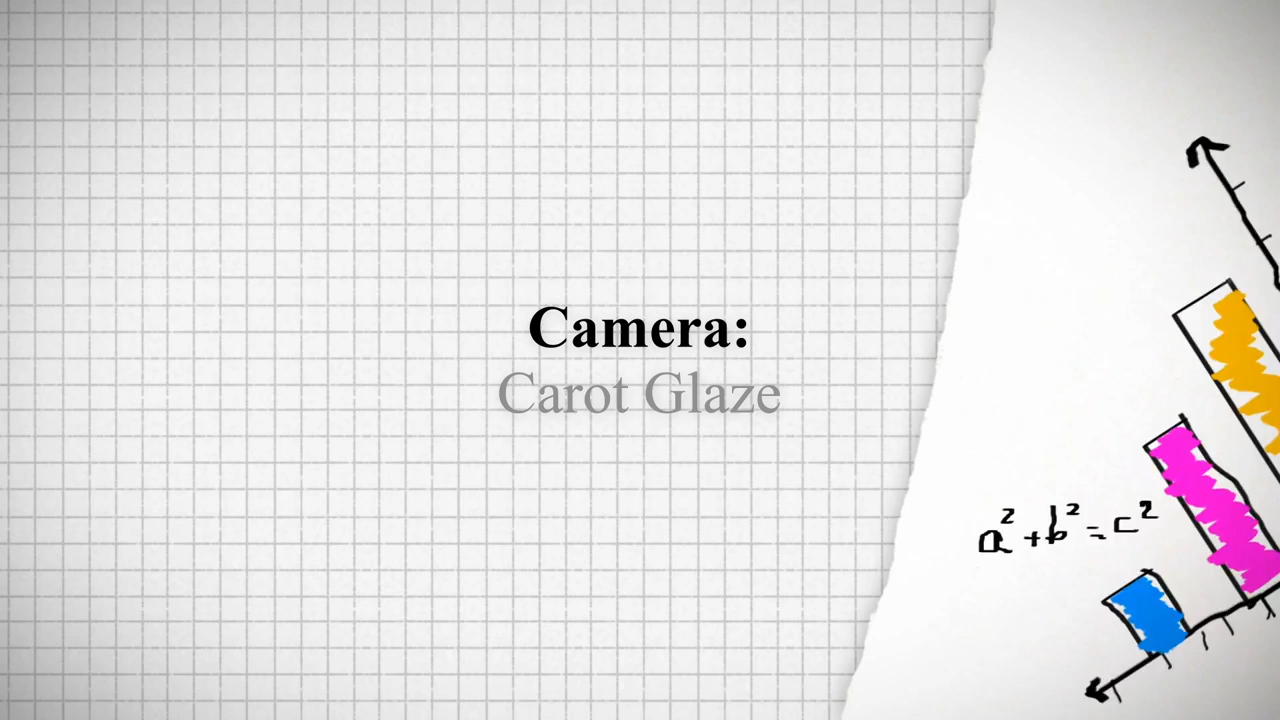 Camera:
Carot Glaze
a² + b² = c²